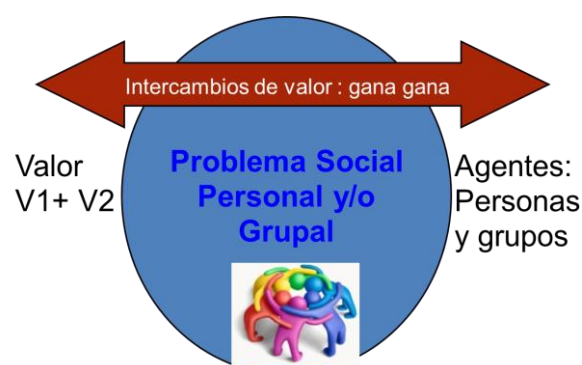 Intercambios de valor : gana gana
Valor
V1+ V2
Problema Social
Personal y/o
Grupal
Agentes:
Personas
y grupos